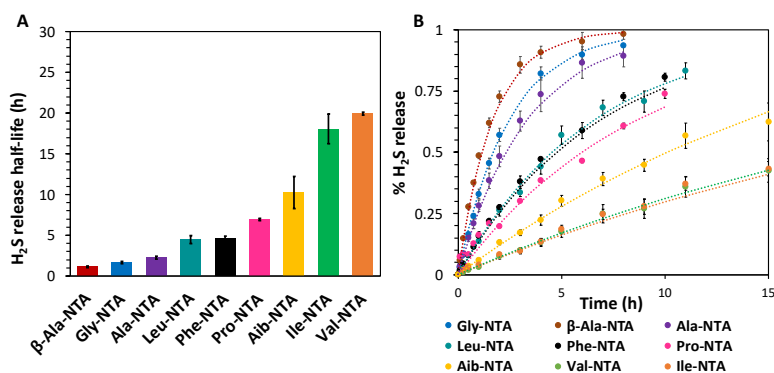 A
H₂S release half-life (h)
30
25
20
15
10
5
0
β-Ala-NTA
Gly-NTA
Ala-NTA
Leu-NTA
Phe-NTA
Pro-NTA
Aib-NTA
Ile-NTA
Val-NTA
B
% H₂S release
1
0.75
0.5
0.25
0
0
5
10
15
Time (h)
Gly-NTA β-Ala-NTA Ala-NTA
Leu-NTA Phe-NTA Pro-NTA
Aib-NTA Val-NTA Ile-NTA